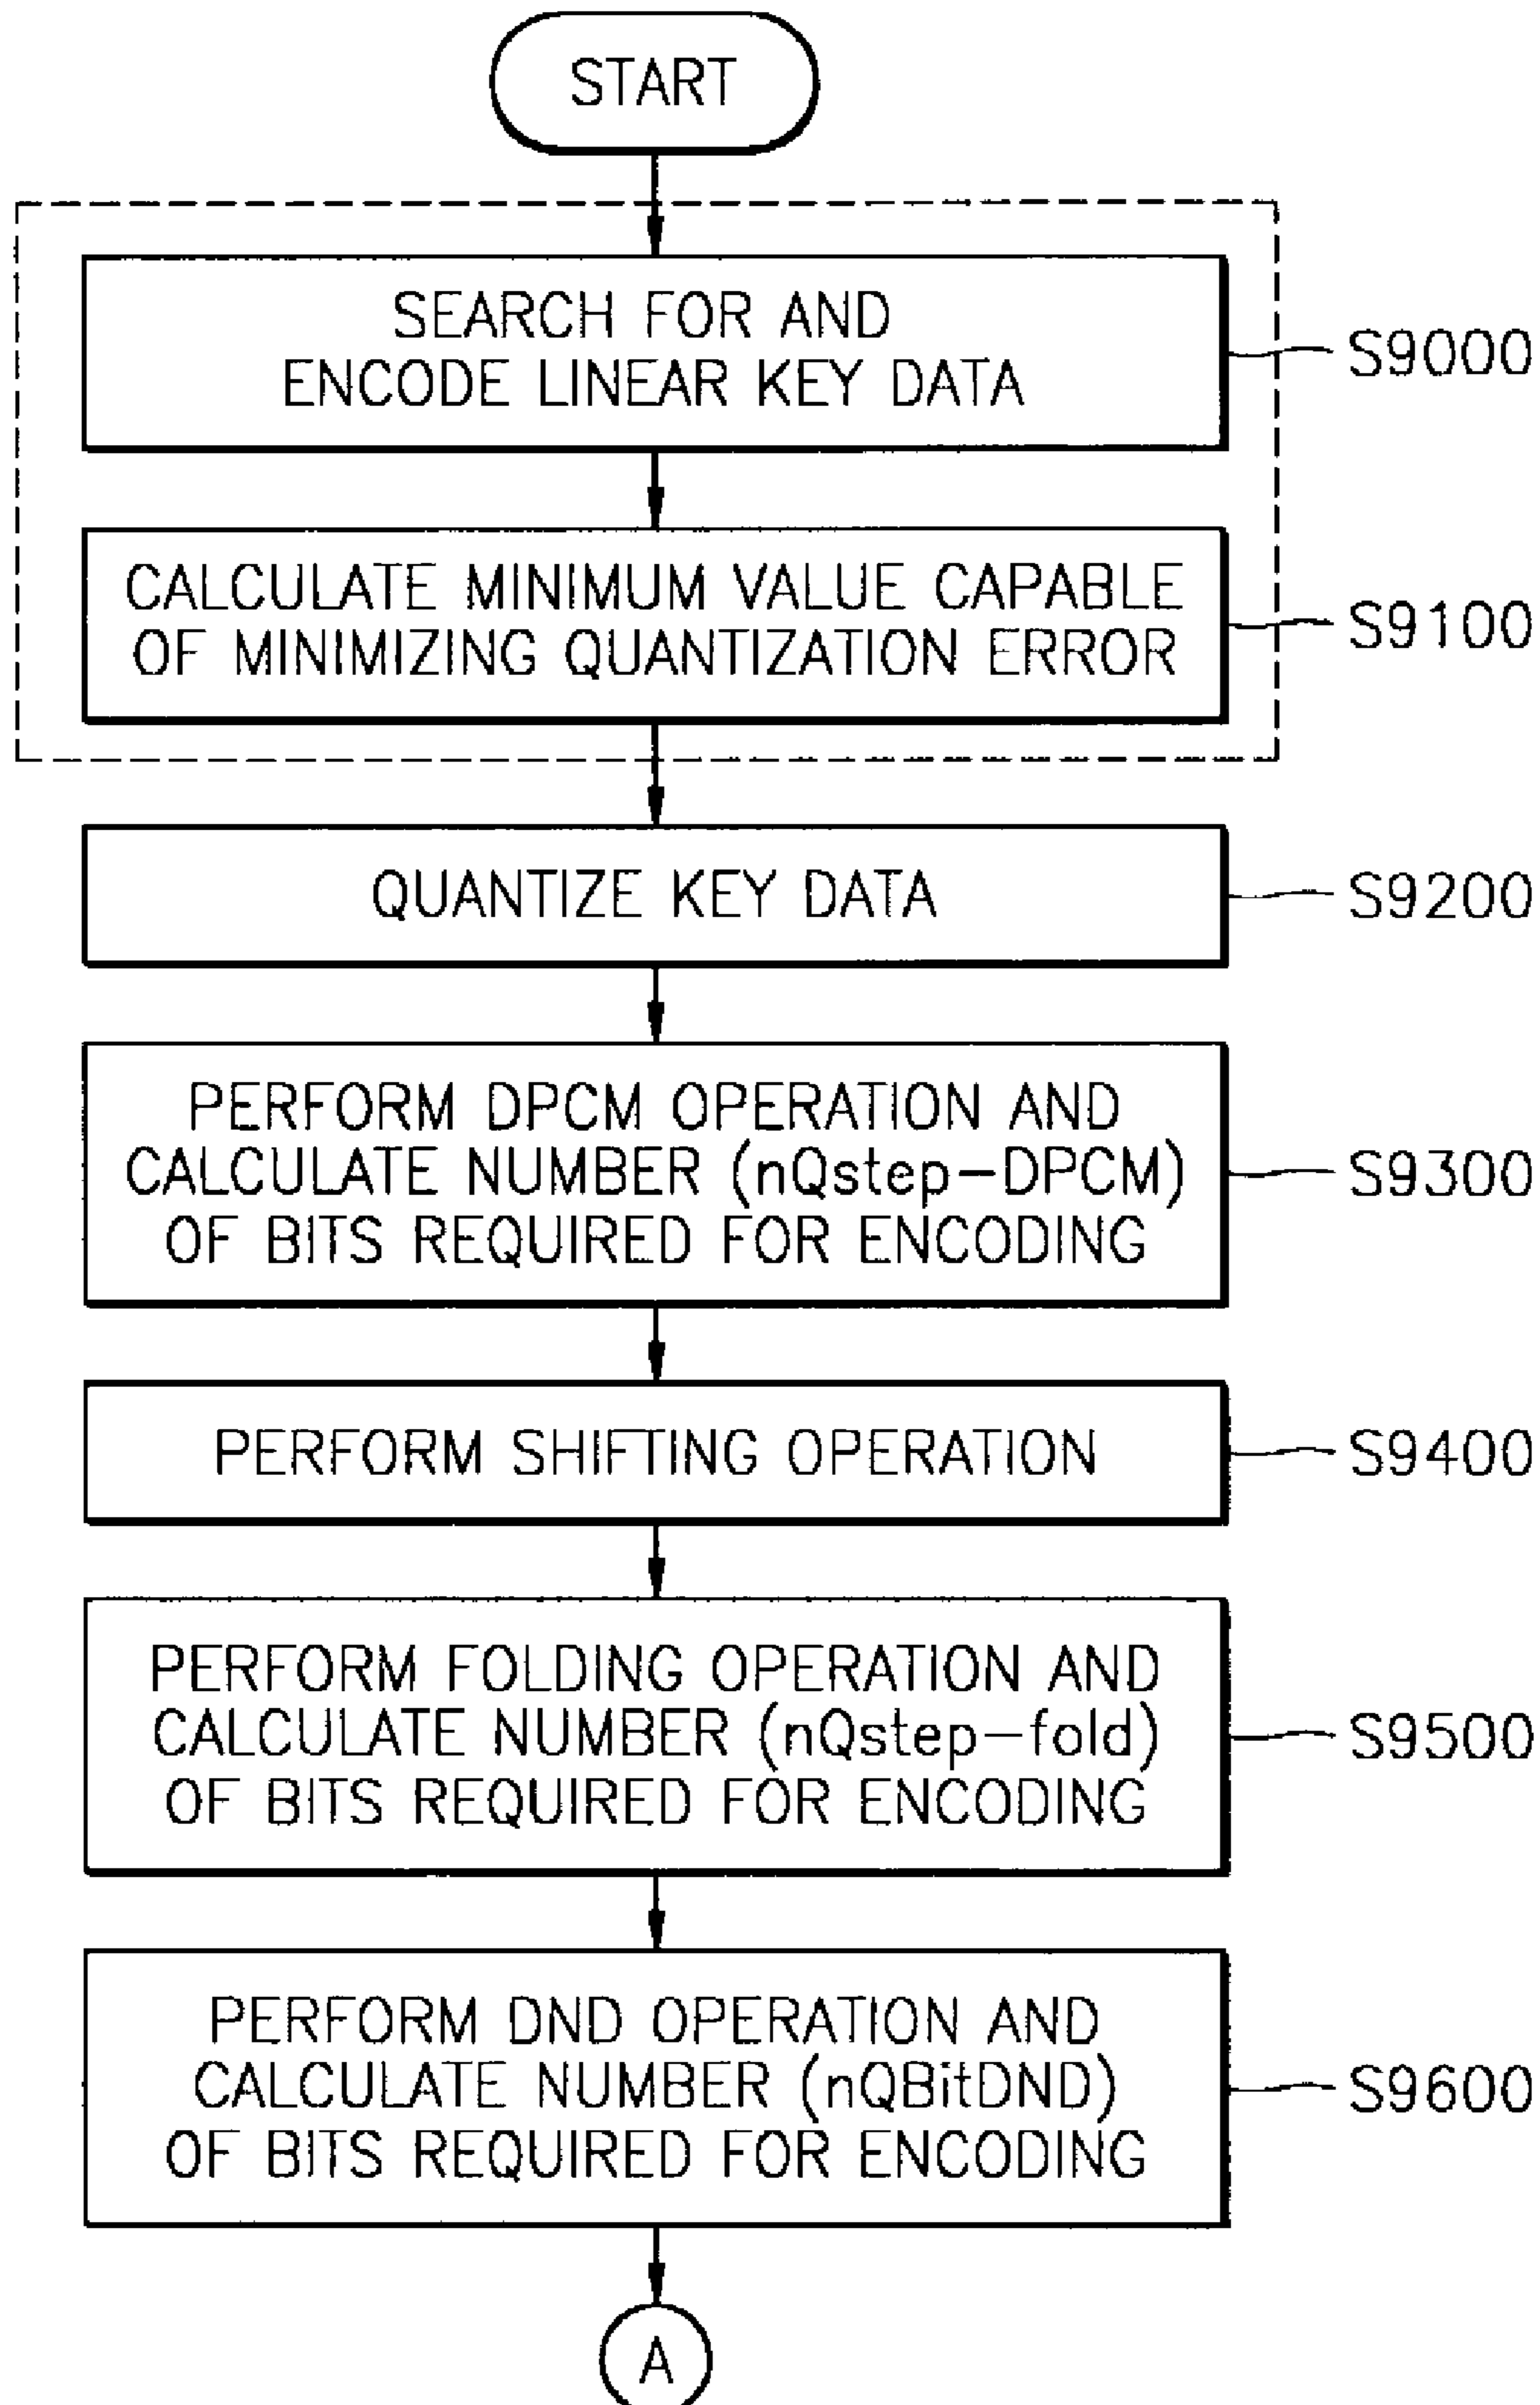 START
SEARCH FOR AND
ENCODE LINEAR KEY DATA
S9000
CALCULATE MINIMUM VALUE CAPABLE
OF MINIMIZING QUANTIZATION ERROR
S9100
QUANTIZE KEY DATA
S9200
PERFORM DPCM OPERATION AND
CALCULATE NUMBER (nQstep-DPCM)
OF BITS REQUIRED FOR ENCODING
S9300
PERFORM SHIFTING OPERATION
S9400
PERFORM FOLDING OPERATION AND
CALCULATE NUMBER (nQstep-fold)
OF BITS REQUIRED FOR ENCODING
S9500
PERFORM DND OPERATION AND
CALCULATE NUMBER (nQBitDND)
OF BITS REQUIRED FOR ENCODING
S9600
A